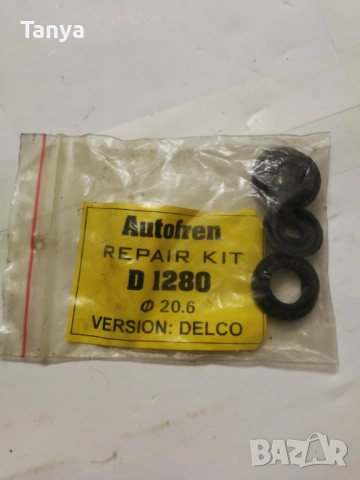 Tanya
Autofren
REPAIR KIT
D 1280
Φ 20.6
VERSION: DELCO
BAZAR